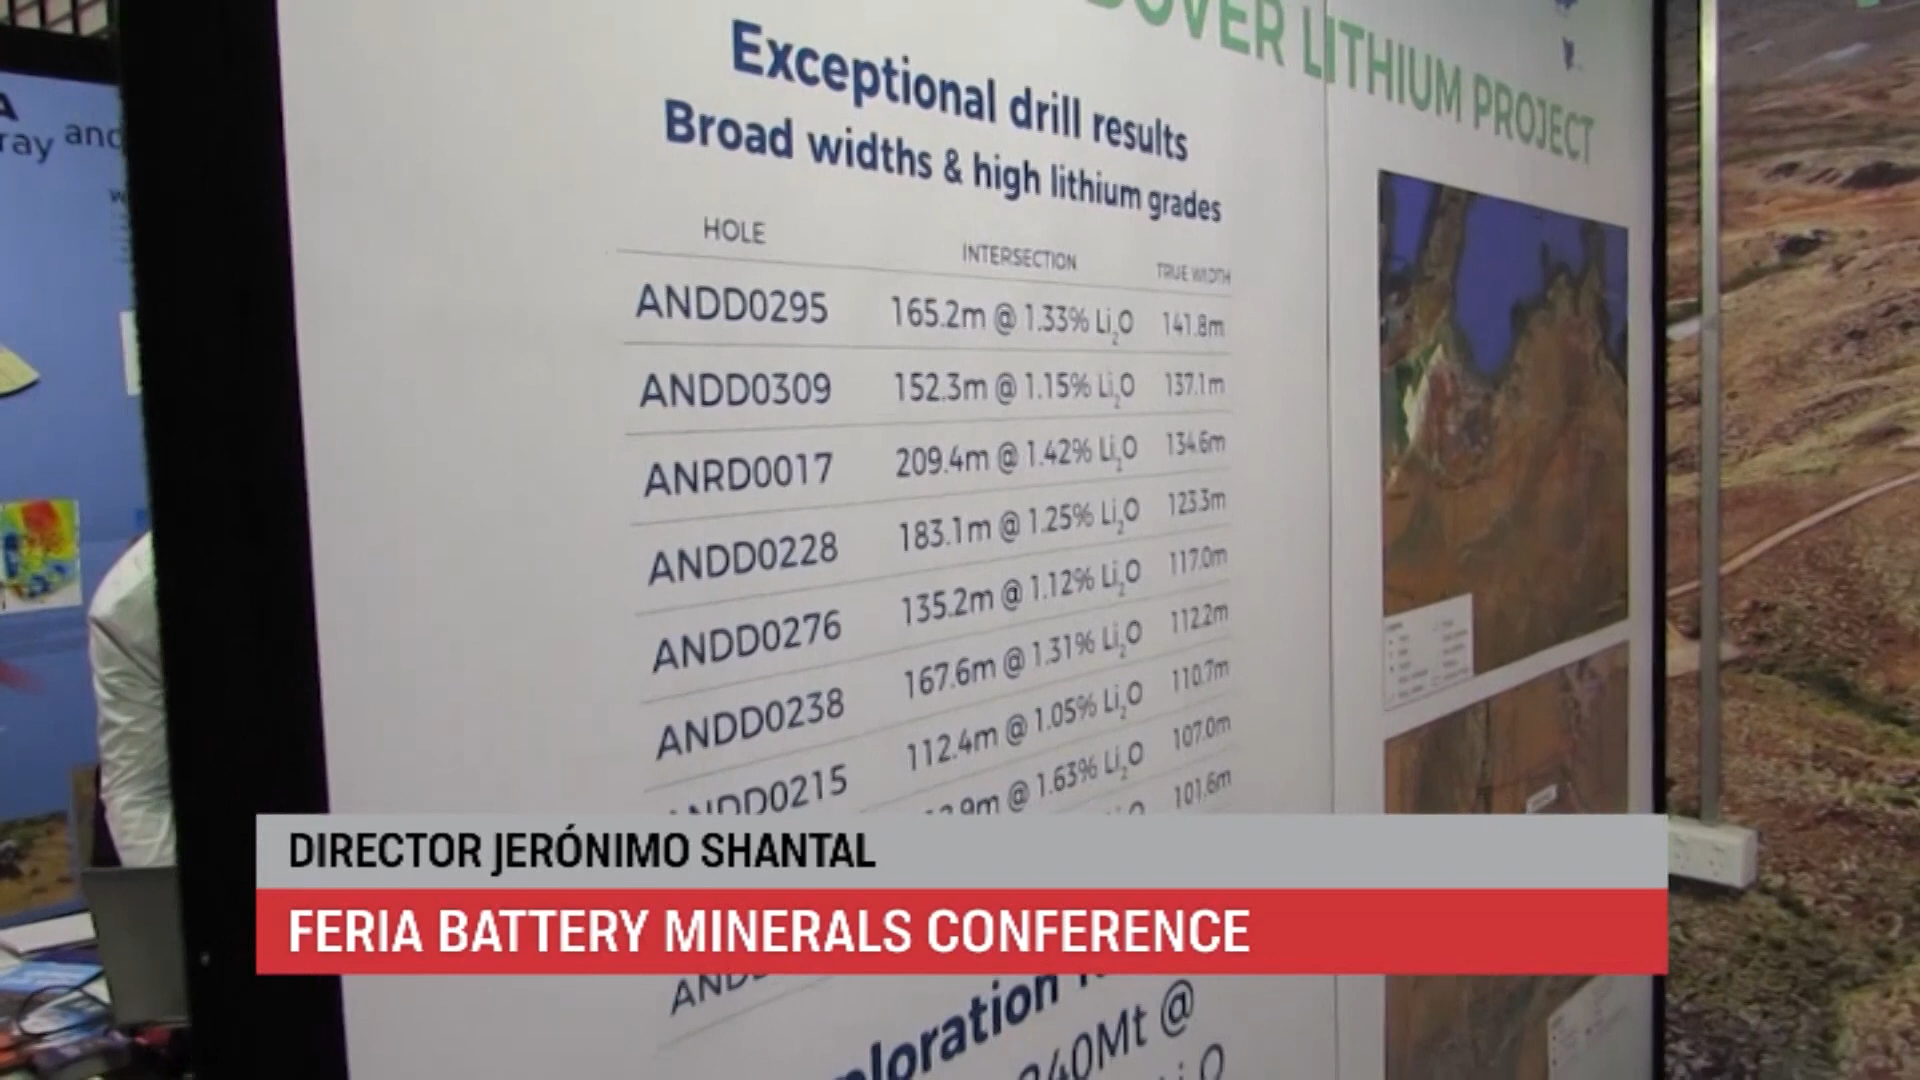 and
ray
LITHIUM PROJECT
Exceptional drill results
Broad widths & high lithium grades
HOLE INTERSECTION TRUE WIDTH
ANDD0295 165.2m @ 1.33% Li₂O 141.8m
ANDD0309 152.3m @ 1.15% Li₂O 137.1m
ANRD0017 209.4m @ 1.42% Li₂O 134.6m
ANDD0228 183.1m @ 1.25% Li₂O 123.3m
ANDD0276 135.2m @ 1.12% Li₂O 117.0m
ANDD0238 167.6m @ 1.31% Li₂O 112.2m
112.4m @ 1.05% Li₂O 110.7m
@ 1.63% Li₂O 107.0m
101.6m
DIRECTOR JERÓNIMO SHANTAL
FERIA BATTERY MINERALS CONFERENCE
@